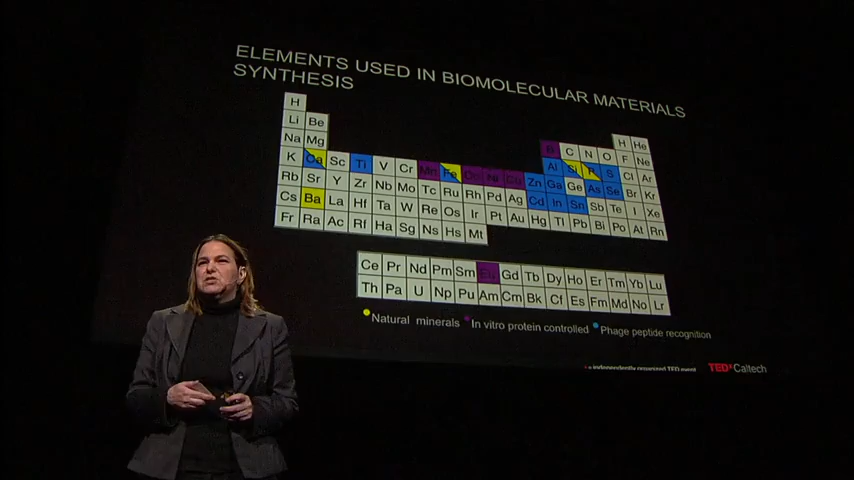 ELEMENTS USED IN BIOMOLECULAR MATERIALS
SYNTHESIS
H H He
Li Be B C N O F Ne
Na Mg Al Si P S Cl Ar
K Ca Sc Ti V Cr Mn Fe Co Ni Cu Zn Ga Ge As Se Br Kr
Rb Sr Y Zr Nb Mo Tc Ru Rh Pd Ag Cd In Sn Sb Te I Xe
Cs Ba La Hf Ta W Re Os Ir Pt Au Hg Tl Pb Bi Po At Rn
Fr Ra Ac Rf Ha Sg Ns Hs Mt
Ce Pr Nd Pm Sm Eu Gd Tb Dy Ho Er Tm Yb Lu
Th Pa U Np Pu Am Cm Bk Cf Es Fm Md No Lr
Natural minerals In vitro protein controlled Phage peptide recognition
independently organized TED event TEDxCaltech